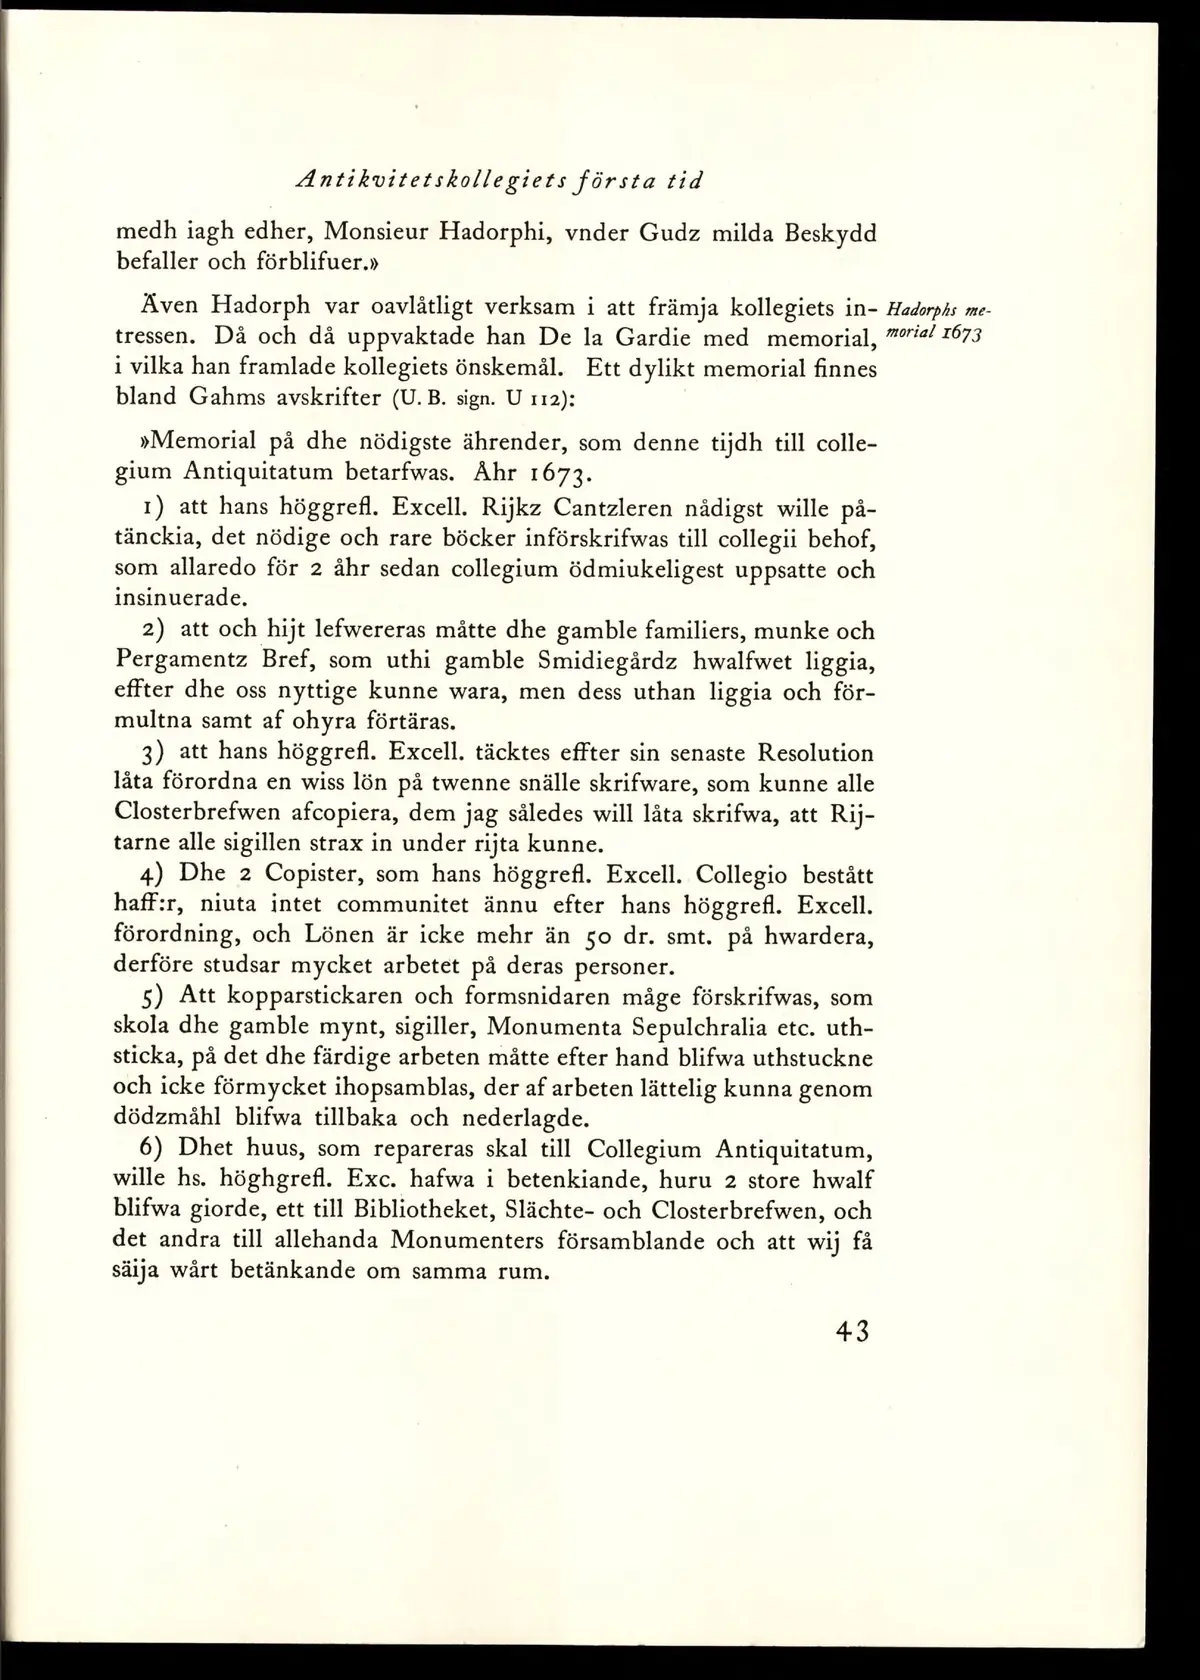 Antikvitetskollegiets första tid
medh iagh edher, Monsieur Hadorphi, vnder Gudz milda Beskydd
befaller och förblifuer.»
Även Hadorph var oavlåtligt verksam i att främja kollegiets in-
Hadorphs me-
tressen. Då och då uppvaktade han De la Gardie med memorial,
morial 1673
i vilka han framlade kollegiets önskemål. Ett dylikt memorial finnes
bland Gahms avskrifter (U. B. sign. U 112):
»Memorial på dhe nödigste ährender, som denne tijdh till colle-
gium Antiquitatum betarfwas. Åhr 1673.
1) att hans höggrefl. Excell. Rijkz Cantzleren nådigst wille på-
tänckia, det nödige och rare böcker införskrifwas till collegii behof,
som allaredo för 2 åhr sedan collegium ödmiukeligest uppsatte och
insinuerade.
2) att och hijt lefwereras måtte dhe gamble familiers, munke och
Pergamentz Bref, som uthi gamble Smidiegårdz hwalfwet liggia,
effter dhe oss nyttige kunne wara, men dess uthan liggia och för-
multna samt af ohyra förtäras.
3) att hans höggrefl. Excell. täcktes effter sin senaste Resolution
låta förordna en wiss lön på twenne snälle skrifware, som kunne alle
Closterbrefwen afcopiera, dem jag således will låta skrifwa, att Rij-
tarne alle sigillen strax in under rijta kunne.
4) Dhe 2 Copister, som hans höggrefl. Excell. Collegio bestått
haff:r, niuta intet communitet ännu efter hans höggrefl. Excell.
förordning, och Lönen är icke mehr än 50 dr. smt. på hwardera,
derföre studsar mycket arbetet på deras personer.
5) Att kopparstickaren och formsnidaren måge förskrifwas, som
skola dhe gamble mynt, sigiller, Monumenta Sepulchralia etc. uth-
sticka, på det dhe färdige arbeten måtte efter hand blifwa uthstuckne
och icke förmycket ihopsamblas, der af arbeten lättelig kunna genom
dödzmåhl blifwa tillbaka och nederlagde.
6) Dhet huus, som repareras skal till Collegium Antiquitatum,
wille hs. höghgrefl. Exc. hafwa i betenkiande, huru 2 store hwalf
blifwa giorde, ett till Bibliotheket, Slächte- och Closterbrefwen, och
det andra till allehanda Monumenters församblande och att wij få
säija wårt betänkande om samma rum.
43